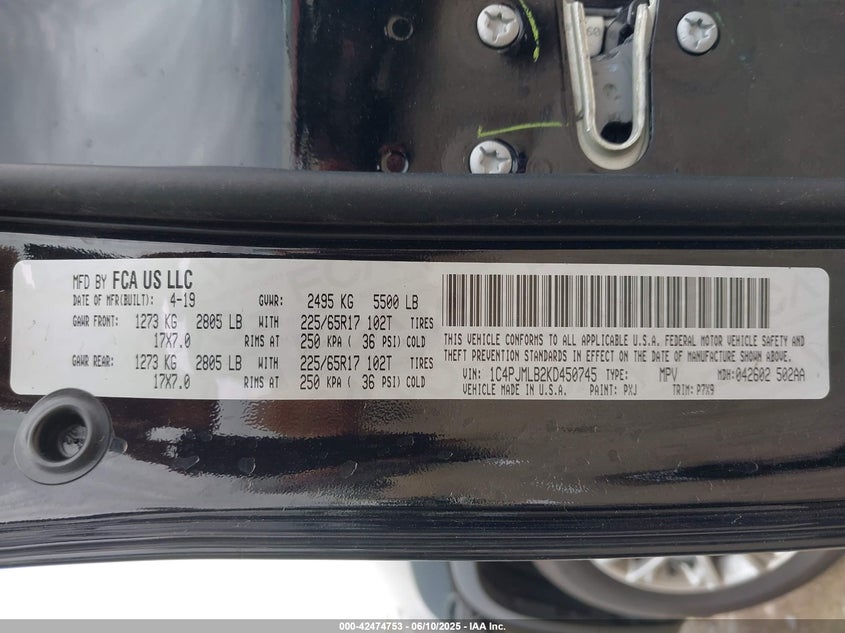 MFD BY FCA US LLC
DATE OF MFR(BUILT): 4-19 GVWR: 2495 KG 5500 LB
GAWR FRONT: 1273 KG 2805 LB WITH 225/65R17 102T TIRES
17X7.0 RIMS AT 250 KPA ( 36 PSI) COLD
GAWR REAR: 1273 KG 2805 LB WITH 225/65R17 102T TIRES
17X7.0 RIMS AT 250 KPA ( 36 PSI) COLD
THIS VEHICLE CONFORMS TO ALL APPLICABLE U.S.A. FEDERAL MOTOR VEHICLE SAFETY AND
THEFT PREVENTION STANDARDS IN EFFECT ON THE DATE OF MANUFACTURE SHOWN ABOVE.
VIN: 1C4PJMLB2KD450745 TYPE: MPV MDH: 042602 502AA
VEHICLE MADE IN U.S.A. PAINT: PXJ TRIM: P7X9
000-42474753 - 06/10/2025 - IAA Inc.